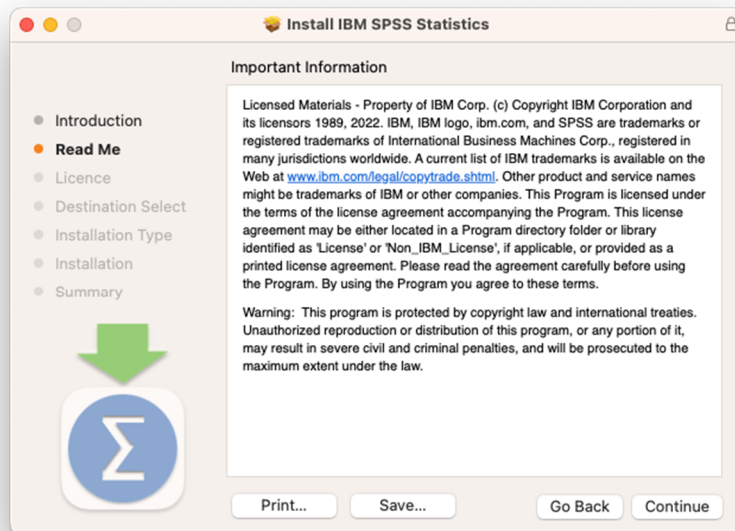 Install IBM SPSS Statistics
Important Information
Introduction
Read Me
Licence
Destination Select
Installation Type
Installation
Summary
Licensed Materials - Property of IBM Corp. (c) Copyright IBM Corporation and
its licensors 1989, 2022. IBM, IBM logo, ibm.com, and SPSS are trademarks or
registered trademarks of International Business Machines Corp., registered in
many jurisdictions worldwide. A current list of IBM trademarks is available on the
Web at www.ibm.com/legal/copytrade.shtml. Other product and service names
might be trademarks of IBM or other companies. This Program is licensed under
the terms of the license agreement accompanying the Program. This license
agreement may be either located in a Program directory folder or library
identified as 'License' or 'Non_IBM_License', if applicable, or provided as a
printed license agreement. Please read the agreement carefully before using
the Program. By using the Program you agree to these terms.
Warning:  This program is protected by copyright law and international treaties.
Unauthorized reproduction or distribution of this program, or any portion of it,
may result in severe civil and criminal penalties, and will be prosecuted to the
maximum extent under the law.
Σ
Print... Save... Go Back Continue